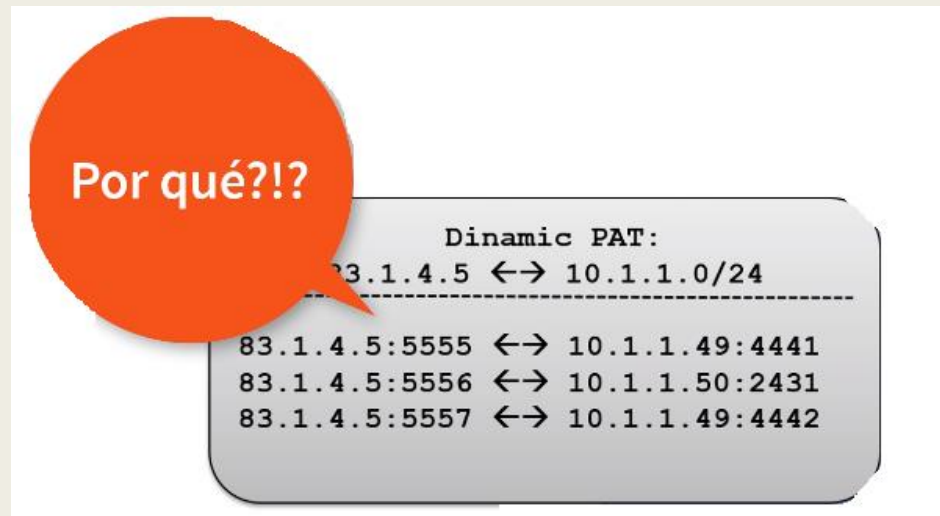 Por qué?!?
Dinamic PAT:
3.1.4.5 ←→ 10.1.1.0/24
83.1.4.5:5555 ←→ 10.1.1.49:4441
83.1.4.5:5556 ←→ 10.1.1.50:2431
83.1.4.5:5557 ←→ 10.1.1.49:4442